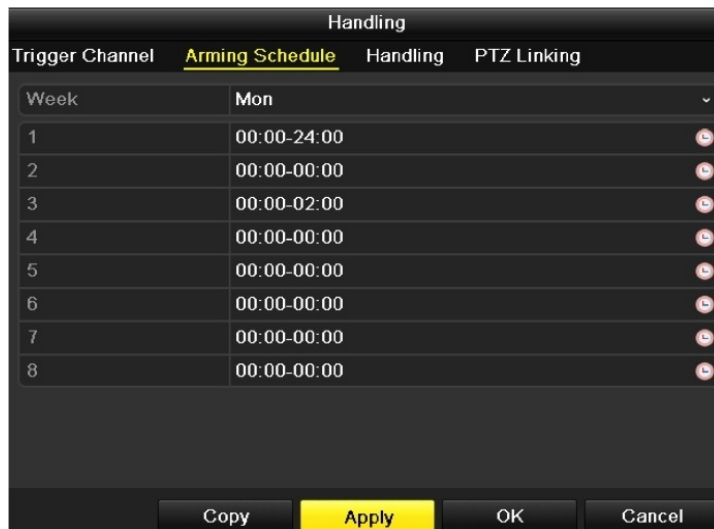 Handling
Trigger Channel Arming Schedule Handling PTZ Linking
Week Mon
1 00:00-24:00
2 00:00-00:00
3 00:00-02:00
4 00:00-00:00
5 00:00-00:00
6 00:00-00:00
7 00:00-00:00
8 00:00-00:00
Copy Apply OK Cancel